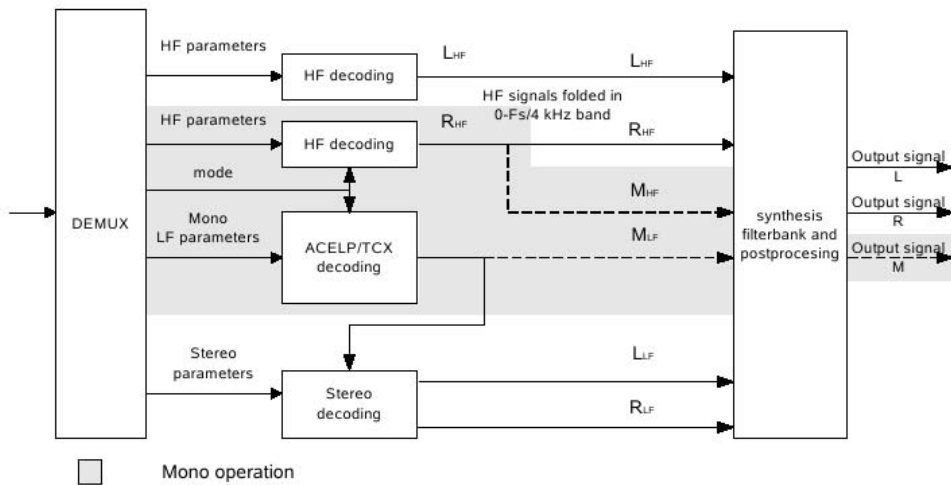 HF parameters
HF decoding
LHF
LHF
HF signals folded in
0-Fs/4 kHz band
HF parameters
HF decoding
RHF
RHF
mode
MHF
DEMUX
Mono
LF parameters
ACELP/TCX
decoding
MLF
synthesis
filterbank and
postprocesing
Output signal
L
Output signal
R
Output signal
M
Stereo
parameters
Stereo
decoding
LLF
RLF
Mono operation